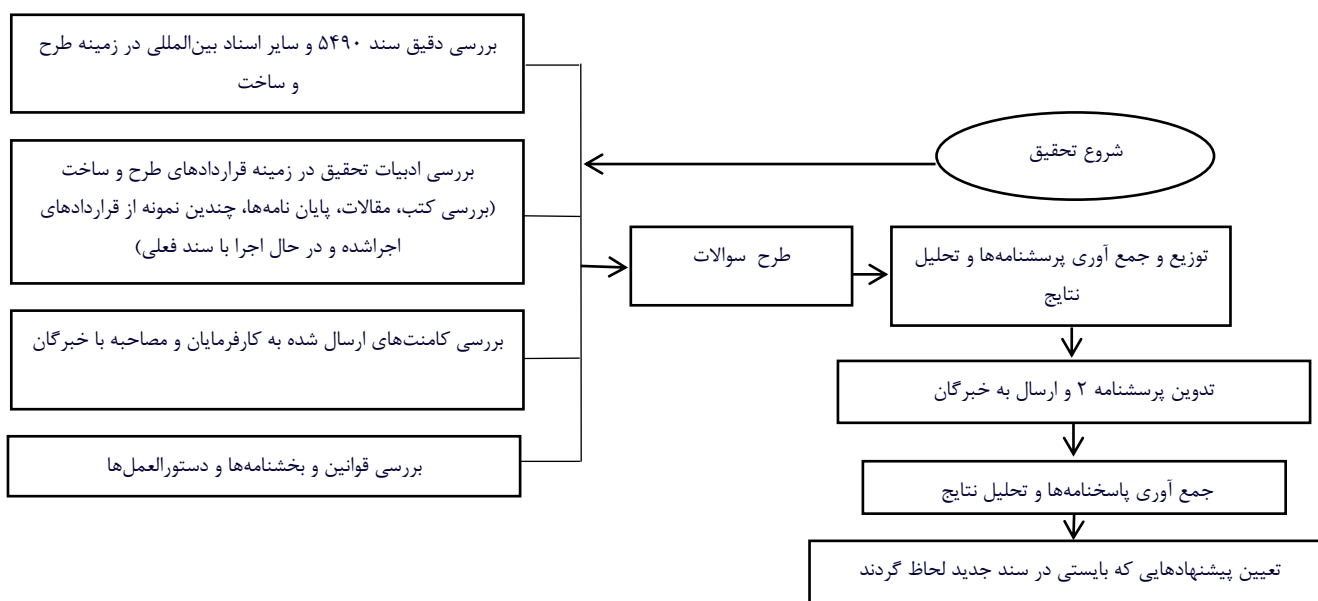 شروع تحقیق
بررسی دقیق سند ۵۴۹۰ و سایر اسناد بین‌المللی در زمینه طرح
و ساخت
بررسی ادبیات تحقیق در زمینه قراردادهای طرح و ساخت
(بررسی کتب، مقالات، پایان نامه‌ها، چندین نمونه از قراردادهای
اجراشده و در حال اجرا با سند فعلی)
بررسی کامنت‌های ارسال شده به کارفرمایان و مصاحبه با خبرگان
بررسی قوانین و بخشنامه‌ها و دستورالعمل‌ها
طرح سوالات
توزیع و جمع آوری پرسشنامه‌ها و تحلیل
نتایج
تدوین پرسشنامه ۲ و ارسال به خبرگان
جمع آوری پاسخنامه‌ها و تحلیل نتایج
تعیین پیشنهادهایی که بایستی در سند جدید لحاظ گردند